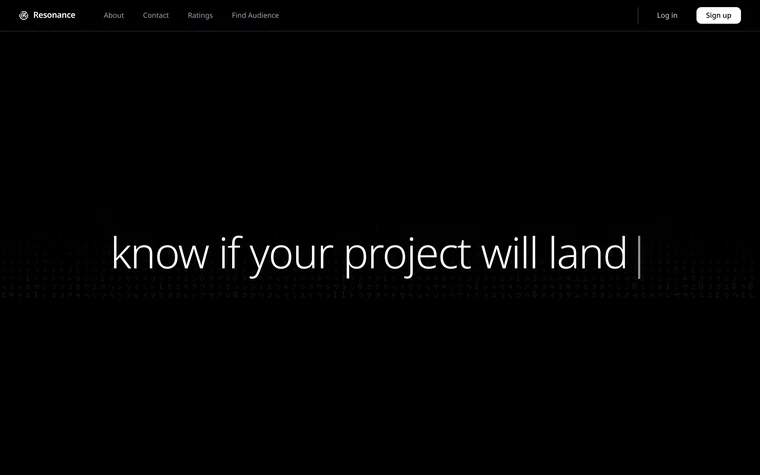 Resonance
About
Contact
Ratings
Find Audience
Log in
Sign up
know if your project will land